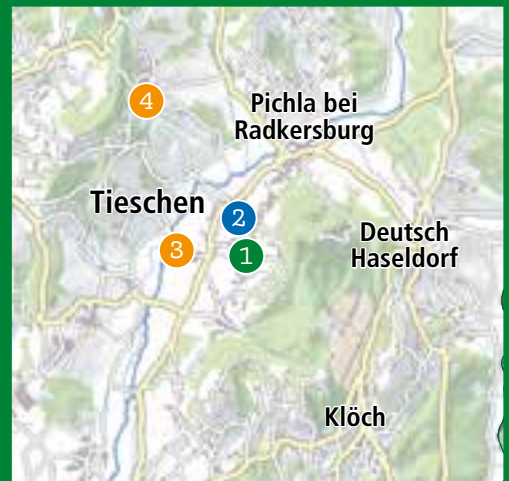 4
Pichla bei
Radkersburg
Tieschen
2
3
1
Deutsch
Haseldorf
Klöch